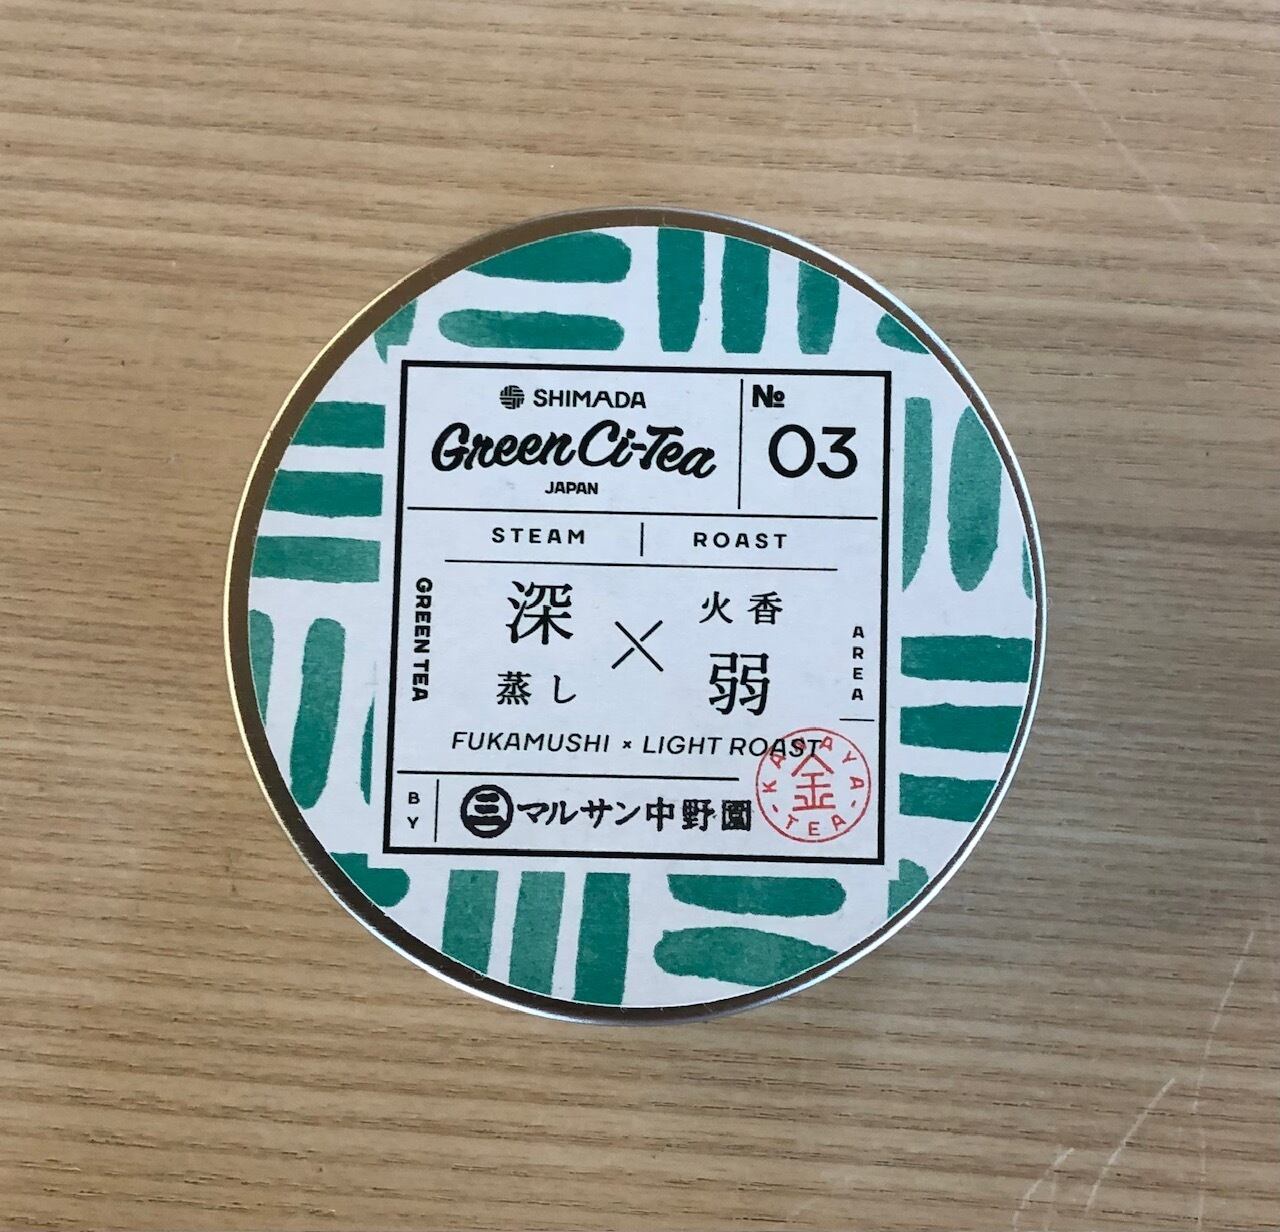 SHIMADA
Green Ci-Tea
JAPAN
№
03
STEAM
ROAST
GREEN TEA
深
蒸し
×
火香
弱
AREA
FUKAMUSHI × LIGHT ROAST
BY
三 マルサン中野園
KANAYA
金
TEA